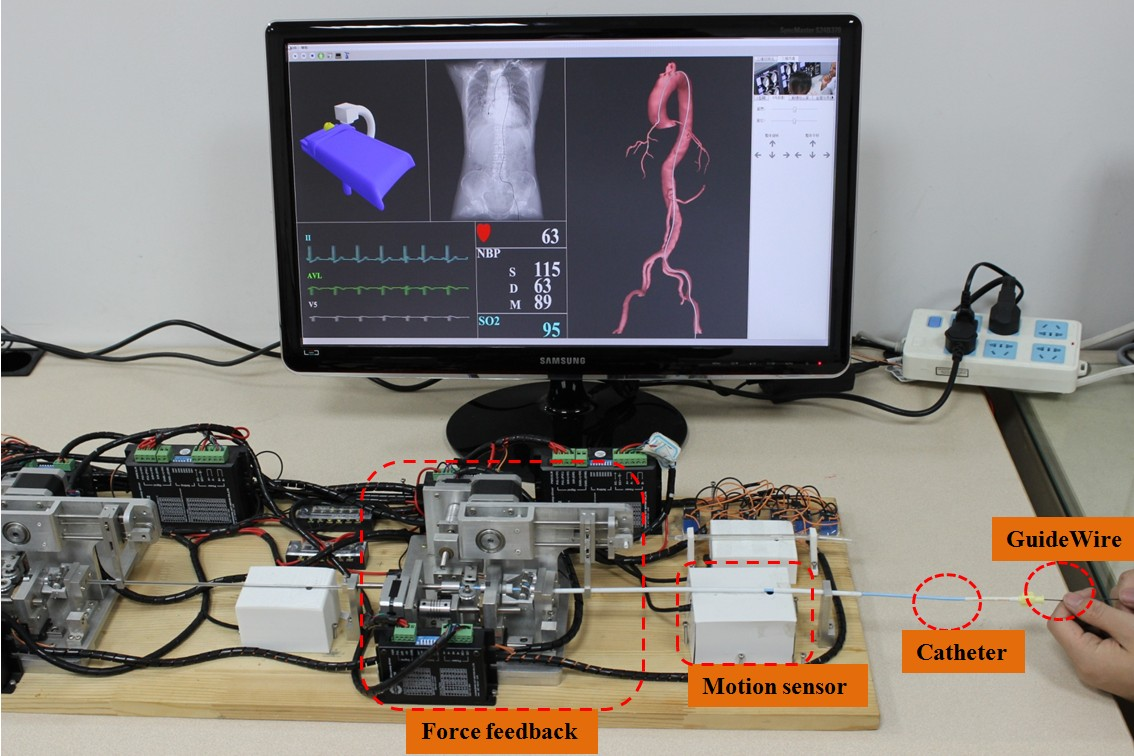 II
AVL
V5
63
NBP
S 115
D 63
M 89
SO2
95
SAMSUNG
GuideWire
Catheter
Motion sensor
Force feedback